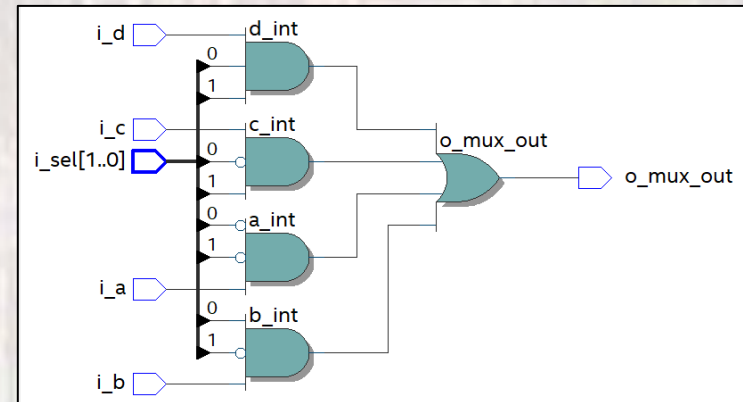 i_d
d_int
0
1
i_c
c_int
i_sel[1..0]
0
1
o_mux_out
o_mux_out
0
a_int
1
i_a
0
b_int
1
i_b